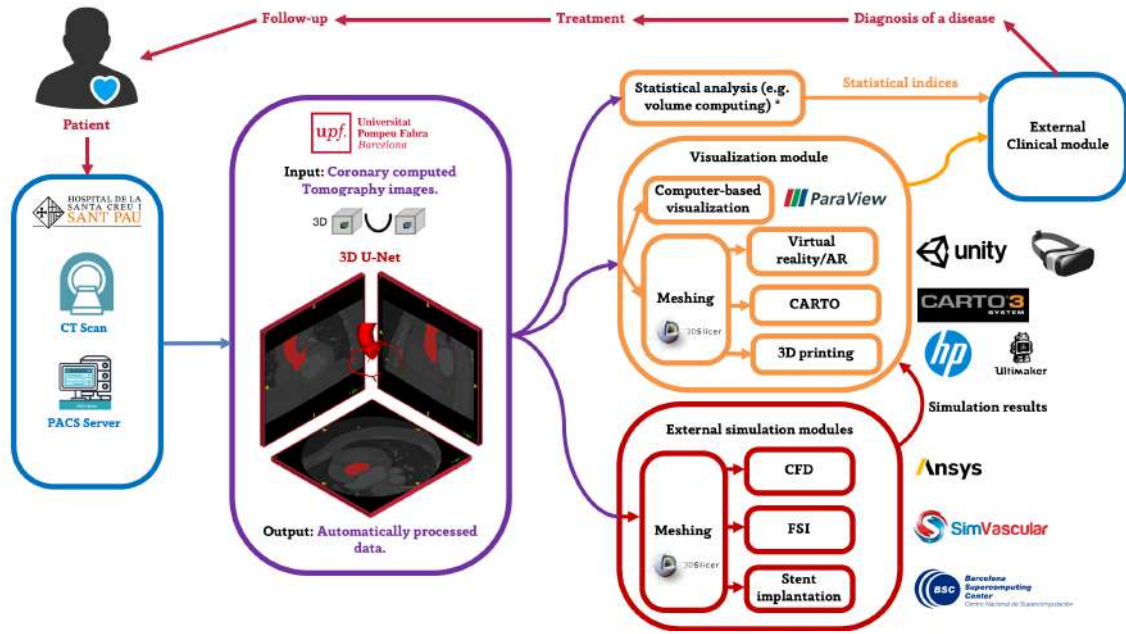 Follow-up
Treatment
Diagnosis of a disease
Patient
HOSPITAL DE LA
SANTA CREU I
SANT PAU
CT Scan
PACS Server
upf.
Universitat
Pompeu Fabra
Barcelona
Input: Coronary computed
Tomography images.
3D
3D U-Net
Output: Automatically processed
data.
Statistical analysis (e.g.
volume computing) *
Statistical indices
External
Clinical module
Visualization module
Computer-based
visualization
ParaView
Meshing
3DSlicer
Virtual
reality/AR
CARTO
3D printing
unity
CARTO 3
SYSTEM
hp
Ultimaker
Simulation results
External simulation modules
Meshing
3DSlicer
CFD
FSI
Stent
implantation
Ansys
SimVascular
BSC
Barcelona
Supercomputing
Center
Centro Nacional de Supercomputación